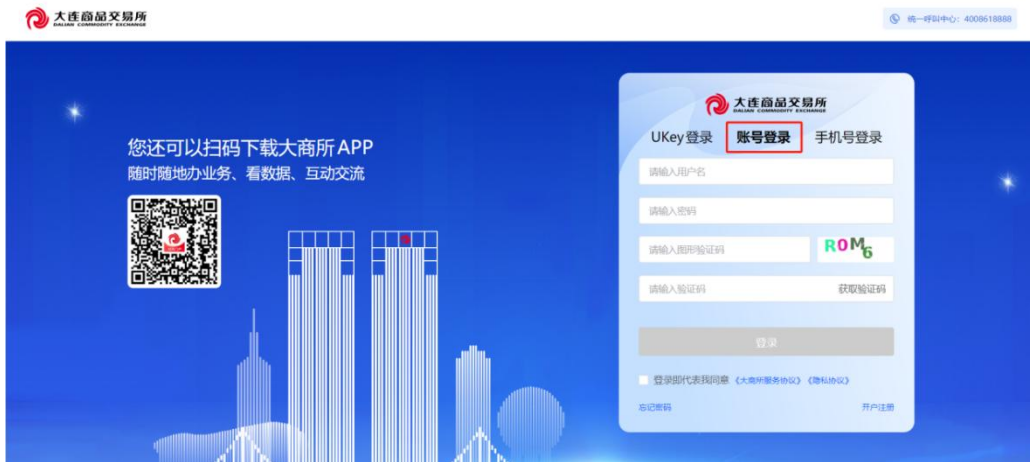 大连商品交易所
DALIAN COMMODITY EXCHANGE
统一呼叫中心：4008618888
您还可以扫码下载大商所APP
随时随地办业务、看数据、互动交流
大连商品交易所
DALIAN COMMODITY EXCHANGE
UKey登录 账号登录 手机号登录
请输入用户名
请输入密码
请输入图形验证码 ROM6
请输入验证码 获取验证码
登录
登录即代表我同意《大商所服务协议》《隐私协议》
忘记密码 开户注册